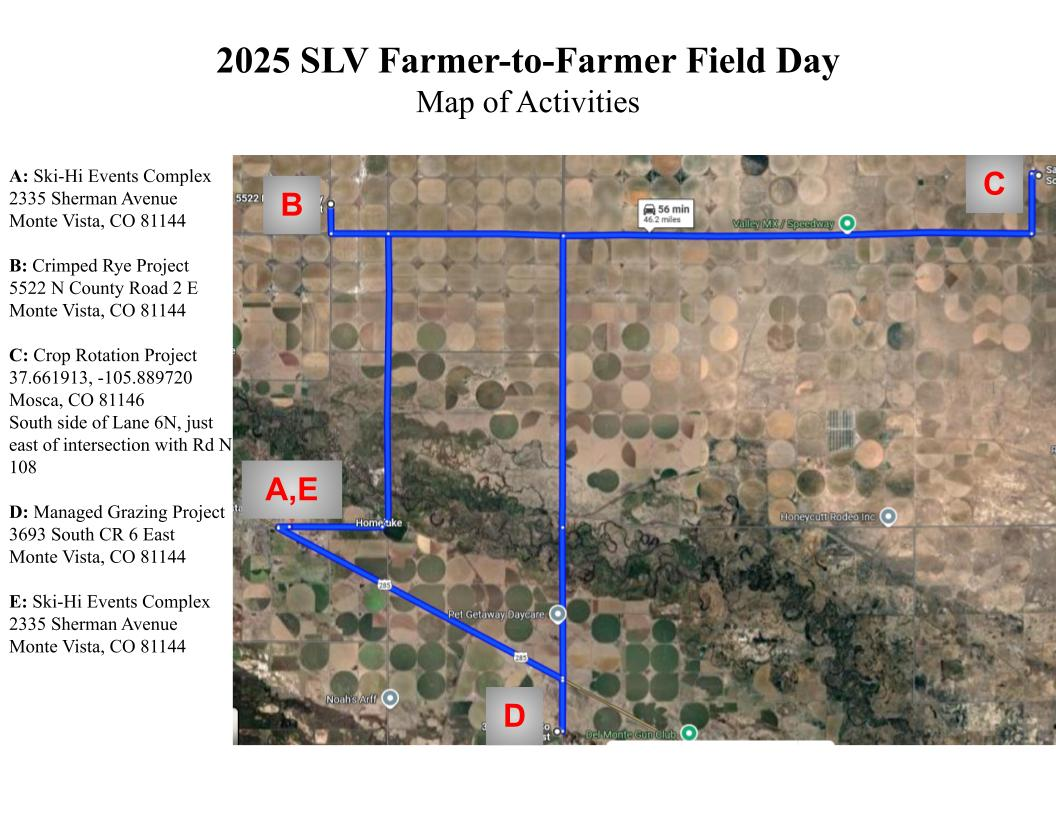 2025 SLV Farmer-to-Farmer Field Day
Map of Activities
A: Ski-Hi Events Complex
2335 Sherman Avenue
Monte Vista, CO 81144
B: Crimped Rye Project
5522 N County Road 2 E
Monte Vista, CO 81144
C: Crop Rotation Project
37.661913, -105.889720
Mosca, CO 81146
South side of Lane 6N, just
east of intersection with Rd N
108
D: Managed Grazing Project
3693 South CR 6 East
Monte Vista, CO 81144
E: Ski-Hi Events Complex
2335 Sherman Avenue
Monte Vista, CO 81144
5522
B
C
56 min
46.2 miles
Valley MX / Speedway
A,E
Homelake
Honeycutt Rodeo Inc
285
Pet Getaway Daycare
285
Noah's Arff
D
Del Monte Gun Club